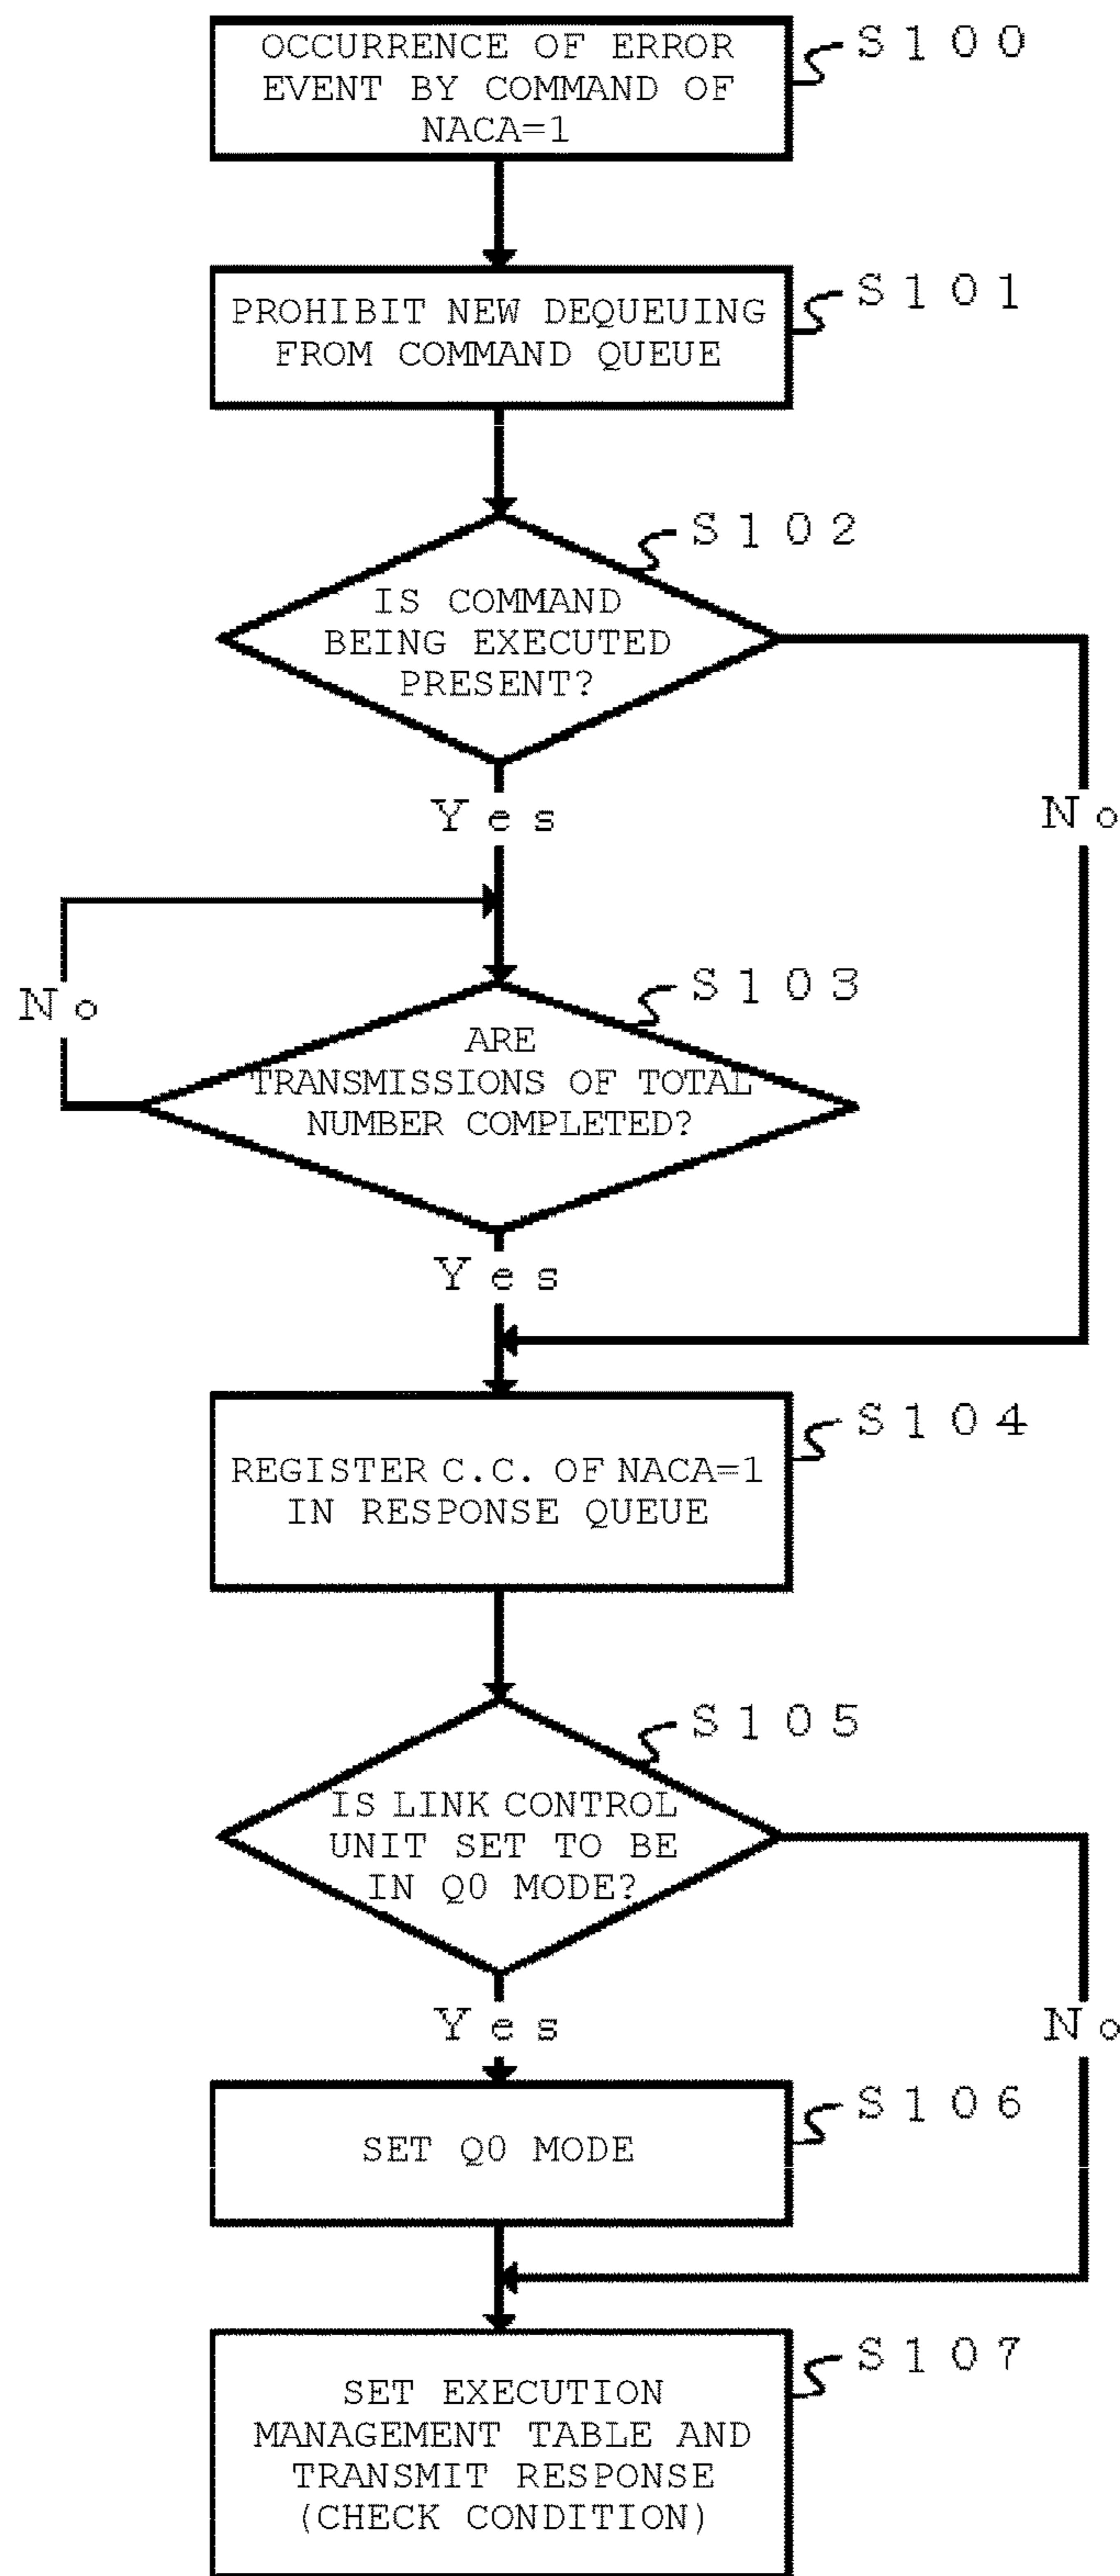 OCCURRENCE OF ERROR
EVENT BY COMMAND OF
NACA=1
S100
PROHIBIT NEW DEQUEUING
FROM COMMAND QUEUE
S101
S102
IS COMMAND
BEING EXECUTED
PRESENT?
Yes
No
No
S103
ARE
TRANSMISSIONS OF TOTAL
NUMBER COMPLETED?
Yes
S104
REGISTER C.C. OF NACA=1
IN RESPONSE QUEUE
S105
IS LINK CONTROL
UNIT SET TO BE
IN Q0 MODE?
Yes
No
S106
SET Q0 MODE
S107
SET EXECUTION
MANAGEMENT TABLE AND
TRANSMIT RESPONSE
(CHECK CONDITION)